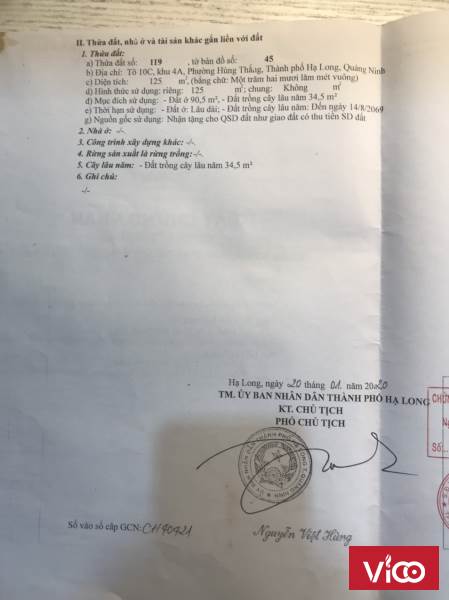 II. Thửa đất, nhà ở và tài sản khác gắn liền với đất
1. Thửa đất:
a) Thửa đất số: 119 , tờ bản đồ số: 45
b) Địa chỉ: Tổ 10C, khu 4A, Phường Hùng Thắng, Thành phố Hạ Long, Quảng Ninh
c) Diện tích: 125 m², (bằng chữ: Một trăm hai mươi lăm mét vuông)
d) Hình thức sử dụng: riêng: 125 m²; chung: Không m²
đ) Mục đích sử dụng: - Đất ở 90,5 m², - Đất trồng cây lâu năm 34,5 m²
e) Thời hạn sử dụng: - Đất ở: Lâu dài; - Đất trồng cây lâu năm: Đến ngày 14/8/2069
g) Nguồn gốc sử dụng: Nhận tặng cho QSD đất như giao đất có thu tiền SD đất
2. Nhà ở: -/-.
3. Công trình xây dựng khác: -/-.
4. Rừng sản xuất là rừng trồng: -/-.
5. Cây lâu năm: - Đất trồng cây lâu năm 34,5 m²
6. Ghi chú:
-/-
Hạ Long, ngày 20 tháng 01 năm 2020
TM. ỦY BAN NHÂN DÂN THÀNH PHỐ HẠ LONG
KT. CHỦ TỊCH
PHÓ CHỦ TỊCH
Số:
Số vào sổ cấp GCN: CH40421
Nguyễn Việt Hùng
ViCO